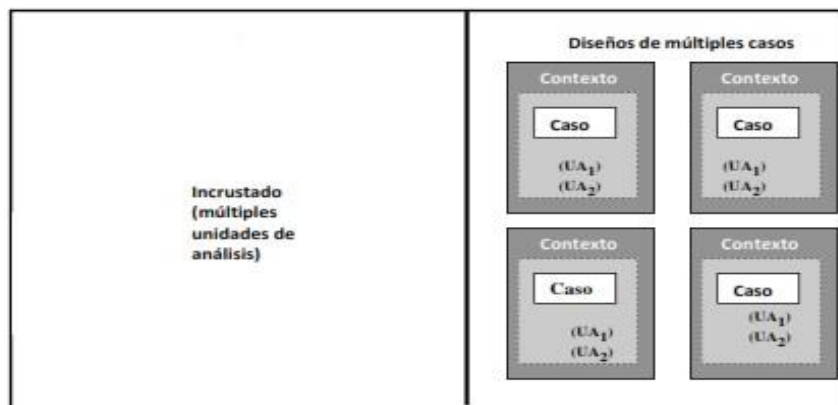 Incrustado
(múltiples
unidades de
análisis)
Diseños de múltiples casos
Contexto
Caso
(UA1)
(UA2)
Contexto
Caso
(UA1)
(UA2)
Contexto
Caso
(UA1)
(UA2)
Contexto
Caso
(UA1)
(UA2)